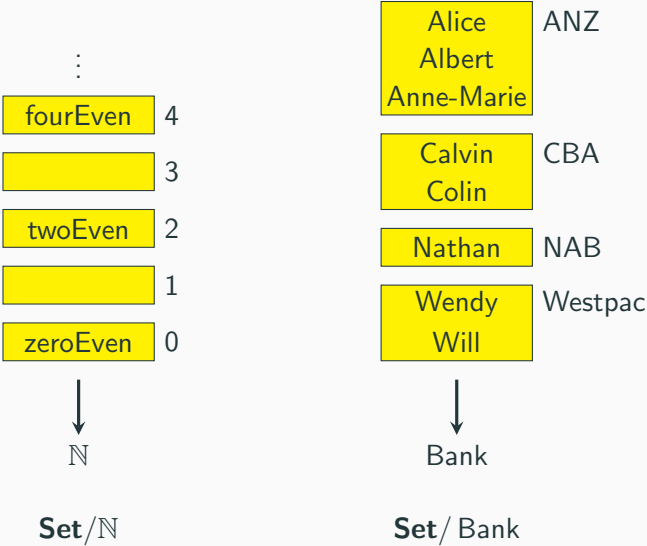 ⋮
fourEven 4
3
twoEven 2
1
zeroEven 0
ℕ
Set/ℕ
Alice ANZ
Albert
Anne-Marie
Calvin CBA
Colin
Nathan NAB
Wendy Westpac
Will
Bank
Set/ Bank